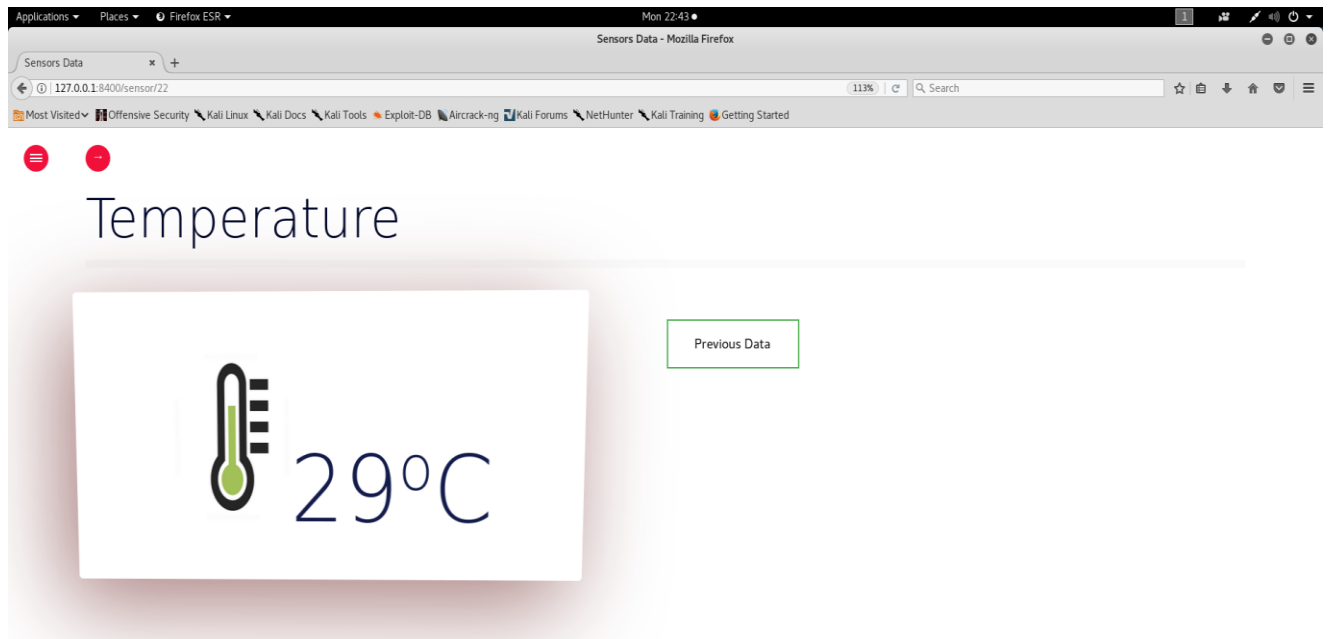 Applications Places Firefox ESR Mon 22:43 1
Sensors Data - Mozilla Firefox
Sensors Data × +
127.0.0.1:8400/sensor/22 113% Search
Most Visited Offensive Security Kali Linux Kali Docs Kali Tools Exploit-DB Aircrack-ng Kali Forums NetHunter Kali Training Getting Started
Temperature
Previous Data
29ºC